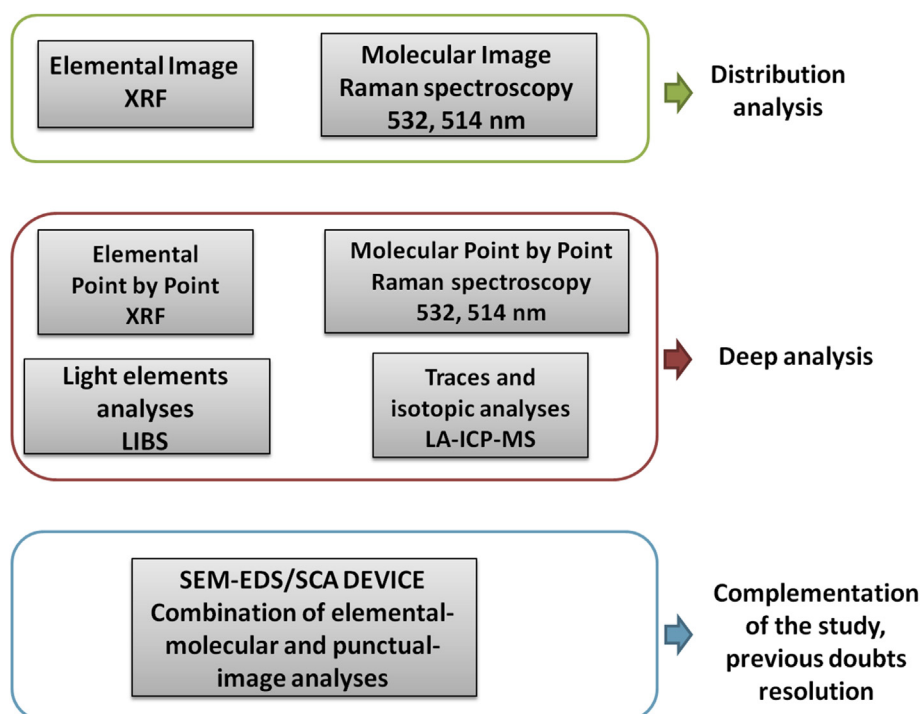 Elemental Image
XRF
Molecular Image
Raman spectroscopy
532, 514 nm
Distribution
analysis
Elemental
Point by Point
XRF
Molecular Point by Point
Raman spectroscopy
532, 514 nm
Light elements
analyses
LIBS
Traces and
isotopic analyses
LA-ICP-MS
Deep analysis
SEM-EDS/SCA DEVICE
Combination of elemental-
molecular and punctual-
image analyses
Complementation
of the study,
previous doubts
resolution